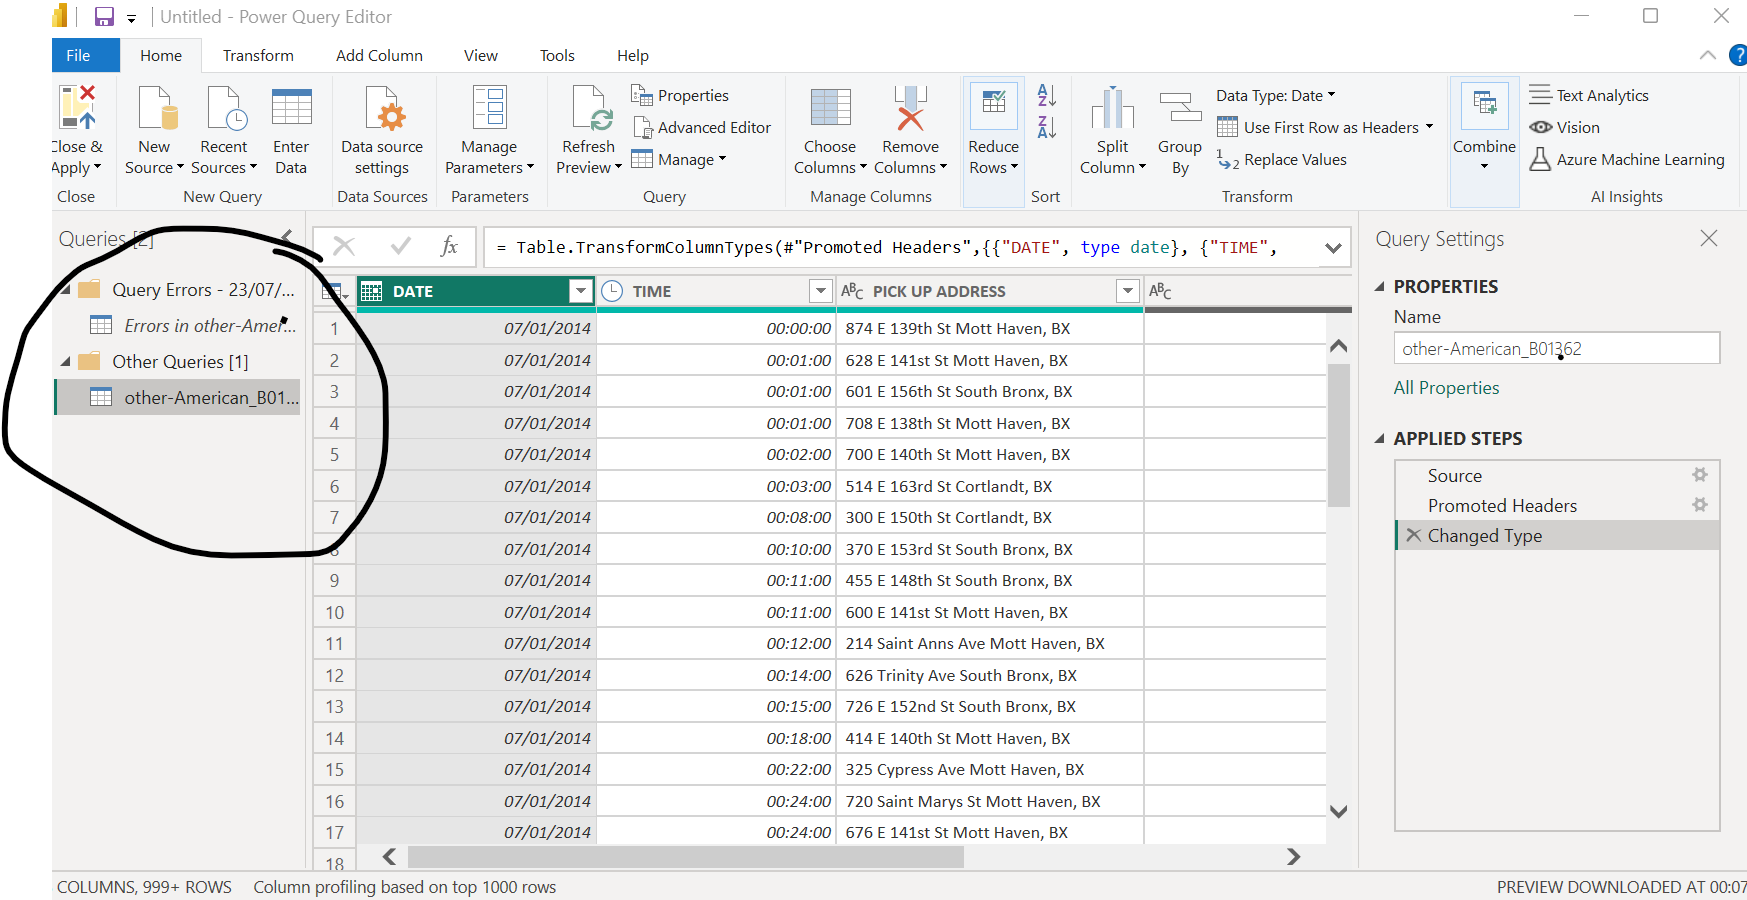 Untitled - Power Query Editor
File Home Transform Add Column View Tools Help
Close & Apply
New Source
Recent Sources
Enter Data
Data source settings
Manage Parameters
Refresh Preview
Properties
Advanced Editor
Manage
Choose Columns
Remove Columns
Reduce Rows
A Z
Z A
Split Column
Group By
Data Type: Date
Use First Row as Headers
1 2 Replace Values
Combine
Text Analytics
Vision
Azure Machine Learning
?
Close New Query Data Sources Parameters Query Manage Columns Sort Transform AI Insights
Queries [2]
Query Errors - 23/07/...
Errors in other-Amer...
Other Queries [1]
other-American_B01...
fx = Table.TransformColumnTypes(#"Promoted Headers",{{"DATE", type date}, {"TIME",
DATE TIME ABC PICK UP ADDRESS ABC
1 07/01/2014 00:00:00 874 E 139th St Mott Haven, BX
2 07/01/2014 00:01:00 628 E 141st St Mott Haven, BX
3 07/01/2014 00:01:00 601 E 156th St South Bronx, BX
4 07/01/2014 00:01:00 708 E 138th St Mott Haven, BX
5 07/01/2014 00:02:00 700 E 140th St Mott Haven, BX
6 07/01/2014 00:03:00 514 E 163rd St Cortlandt, BX
7 07/01/2014 00:08:00 300 E 150th St Cortlandt, BX
8 07/01/2014 00:10:00 370 E 153rd St South Bronx, BX
9 07/01/2014 00:11:00 455 E 148th St South Bronx, BX
10 07/01/2014 00:11:00 600 E 141st St Mott Haven, BX
11 07/01/2014 00:12:00 214 Saint Anns Ave Mott Haven, BX
12 07/01/2014 00:14:00 626 Trinity Ave South Bronx, BX
13 07/01/2014 00:15:00 726 E 152nd St South Bronx, BX
14 07/01/2014 00:18:00 414 E 140th St Mott Haven, BX
15 07/01/2014 00:22:00 325 Cypress Ave Mott Haven, BX
16 07/01/2014 00:24:00 720 Saint Marys St Mott Haven, BX
17 07/01/2014 00:24:00 676 E 141st St Mott Haven, BX
18
Query Settings
PROPERTIES
Name
other-American_B01362
All Properties
APPLIED STEPS
Source
Promoted Headers
Changed Type
COLUMNS, 999+ ROWS Column profiling based on top 1000 rows PREVIEW DOWNLOADED AT 00:07